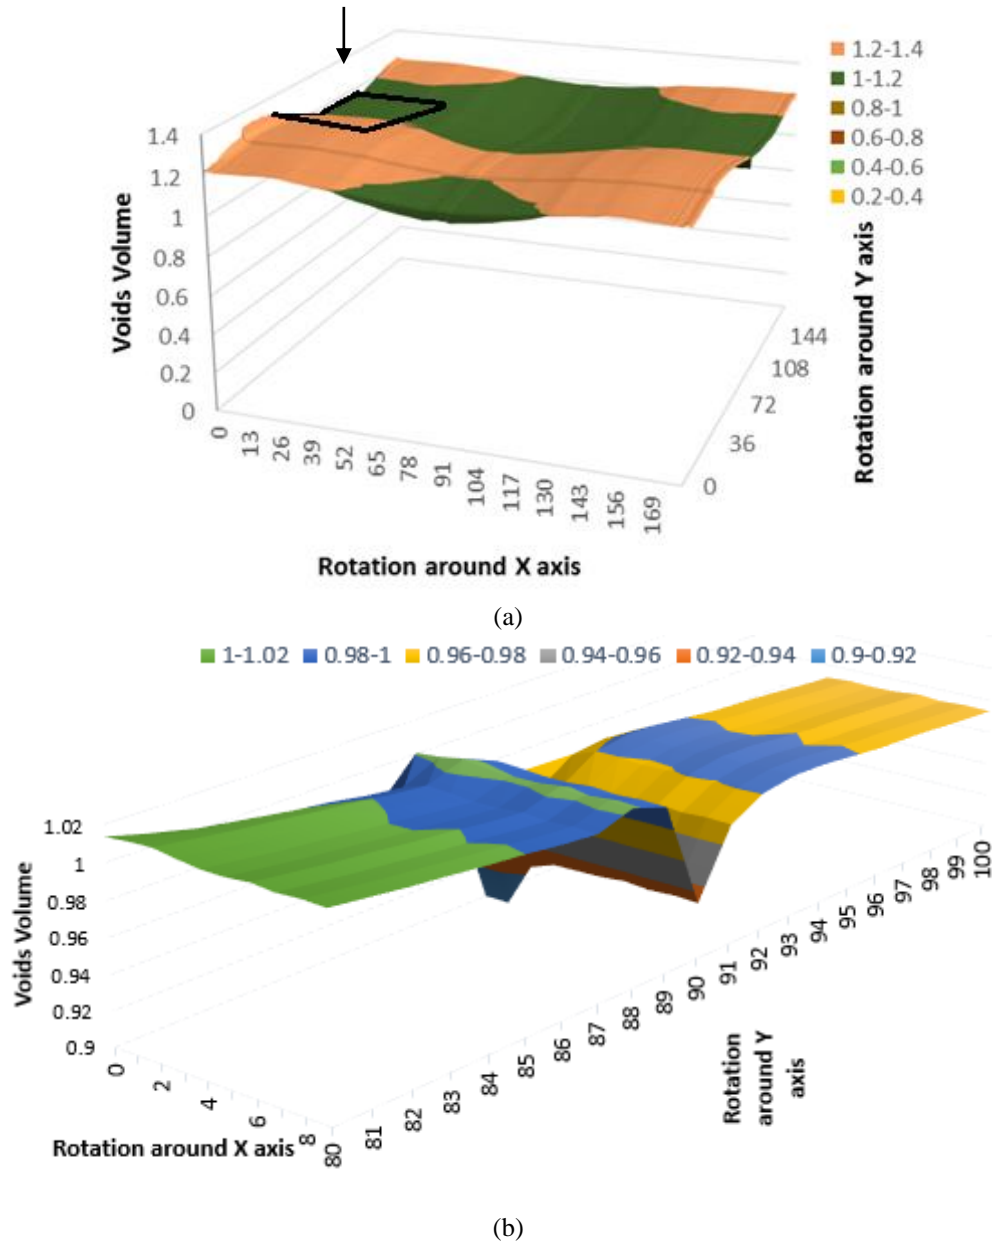 1.2-1.4
1-1.2
0.8-1
0.6-0.8
0.4-0.6
0.2-0.4
1.4
1.2
1
0.8
0.6
0.4
0.2
0
Voids Volume
0 13 26 39 52 65 78 91 104 117 130 143 156 169
Rotation around X axis
144
108
72
36
0
Rotation around Y axis
(a)
1-1.02 0.98-1 0.96-0.98 0.94-0.96 0.92-0.94 0.9-0.92
1.02
1
0.98
0.96
0.94
0.92
0.9
Voids Volume
0 2 4 6 8
Rotation around X axis
80 81 82 83 84 85 86 87 88 89 90 91 92 93 94 95 96 97 98 99 100
Rotation
around Y
axis
(b)